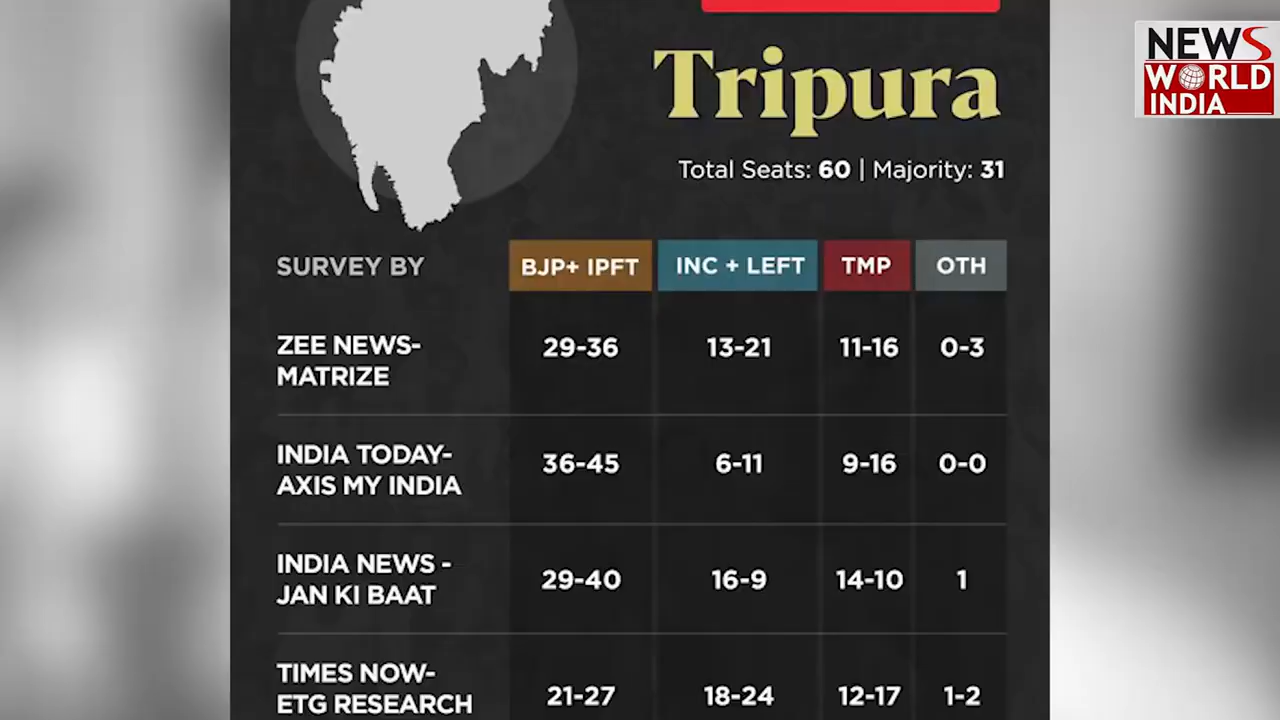 NEWS
WORLD
INDIA
Tripura
Total Seats: 60 | Majority: 31
SURVEY BY BJP+ IPFT INC + LEFT TMP OTH
ZEE NEWS-
MATRIZE 29-36 13-21 11-16 0-3
INDIA TODAY-
AXIS MY INDIA 36-45 6-11 9-16 0-0
INDIA NEWS -
JAN KI BAAT 29-40 16-9 14-10 1
TIMES NOW-
ETG RESEARCH 21-27 18-24 12-17 1-2